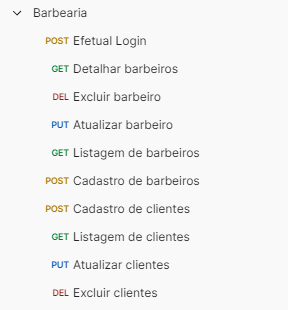 Barbearia
POST Efetual Login
GET Detalhar barbeiros
DEL Excluir barbeiro
PUT Atualizar barbeiro
GET Listagem de barbeiros
POST Cadastro de barbeiros
POST Cadastro de clientes
GET Listagem de clientes
PUT Atualizar clientes
DEL Excluir clientes